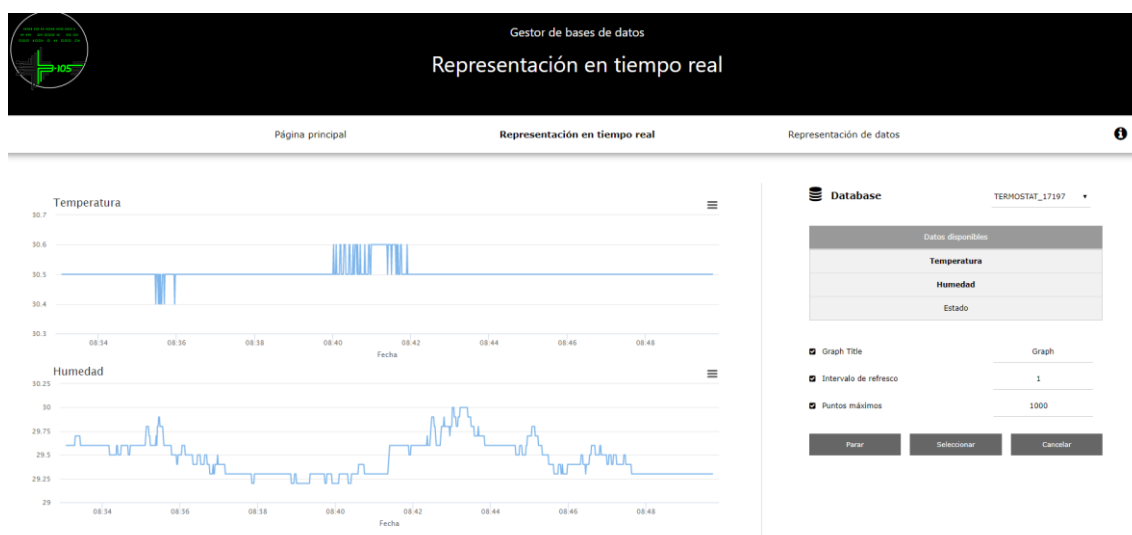 Gestor de bases de datos
Representación en tiempo real
105
Página principal
Representación en tiempo real
Representación de datos
Temperatura
30.7
30.6
30.5
30.4
30.3
08:34 08:36 08:38 08:40 08:42 08:44 08:46 08:48
Fecha
Humedad
30.25
30
29.75
29.5
29.25
29
08:34 08:36 08:38 08:40 08:42 08:44 08:46 08:48
Fecha
Database TERMOSTAT_17197
Datos disponibles
Temperatura
Humedad
Estado
Graph Title Graph
Intervalo de refresco 1
Puntos máximos 1000
Parar Seleccionar Cancelar